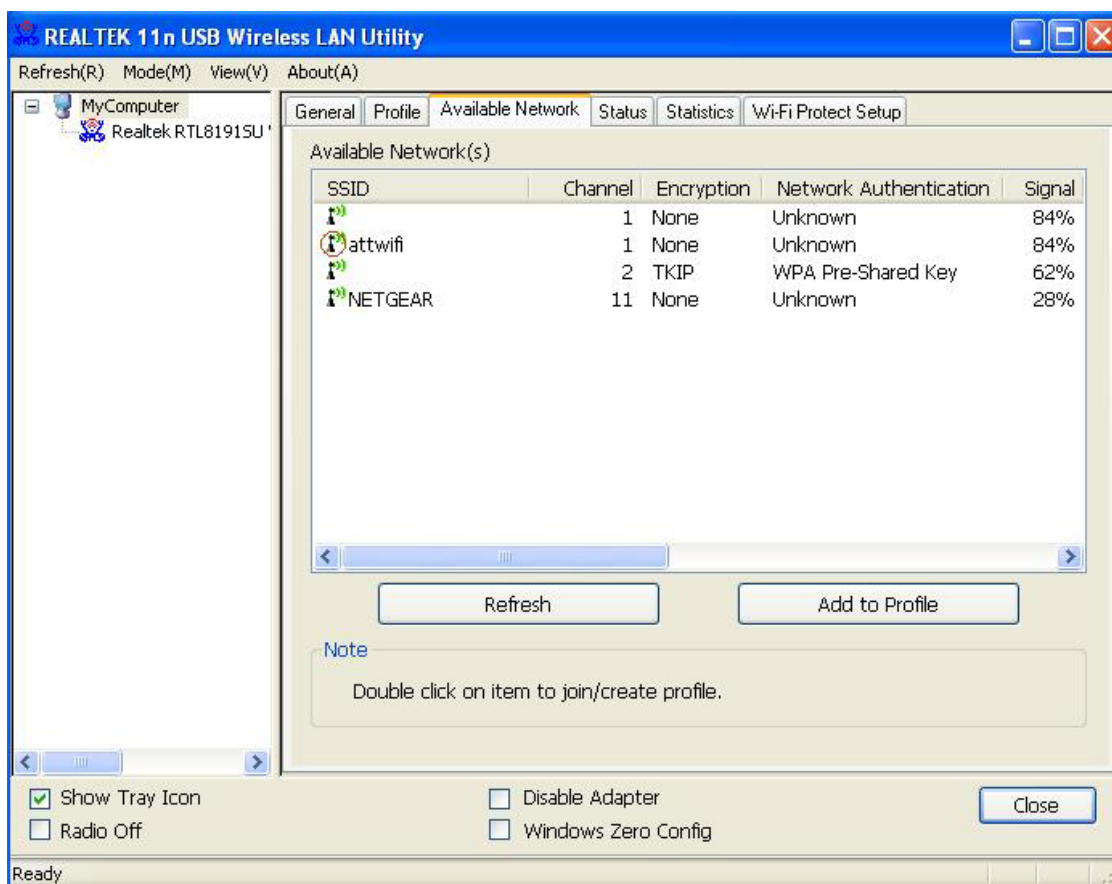 REALTEK 11n USB Wireless LAN Utility
Refresh(R) Mode(M) View(V) About(A)
MyComputer
Realtek RTL8191SU '
General Profile Available Network Status Statistics Wi-Fi Protect Setup
Available Network(s)
SSID Channel Encryption Network Authentication Signal
1 None Unknown 84%
attwifi 1 None Unknown 84%
2 TKIP WPA Pre-Shared Key 62%
NETGEAR 11 None Unknown 28%
Refresh Add to Profile
Note
Double click on item to join/create profile.
Show Tray Icon Disable Adapter
Radio Off Windows Zero Config
Close
Ready